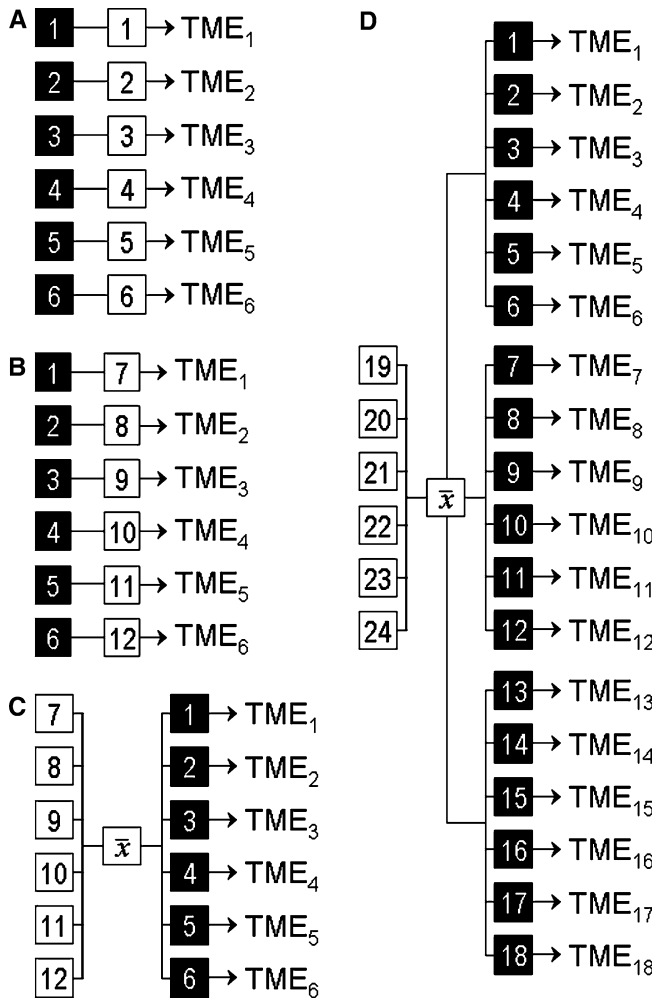 A
1 1 TME₁
2 2 TME₂
3 3 TME₃
4 4 TME₄
5 5 TME₅
6 6 TME₆
B
1 7 TME₁
2 8 TME₂
3 9 TME₃
4 10 TME₄
5 11 TME₅
6 12 TME₆
C
7
8
9
10
11
12
x̄
1 TME₁
2 TME₂
3 TME₃
4 TME₄
5 TME₅
6 TME₆
D
19
20
21
22
23
24
x̄
1 TME₁
2 TME₂
3 TME₃
4 TME₄
5 TME₅
6 TME₆
7 TME₇
8 TME₈
9 TME₉
10 TME₁₀
11 TME₁₁
12 TME₁₂
13 TME₁₃
14 TME₁₄
15 TME₁₅
16 TME₁₆
17 TME₁₇
18 TME₁₈